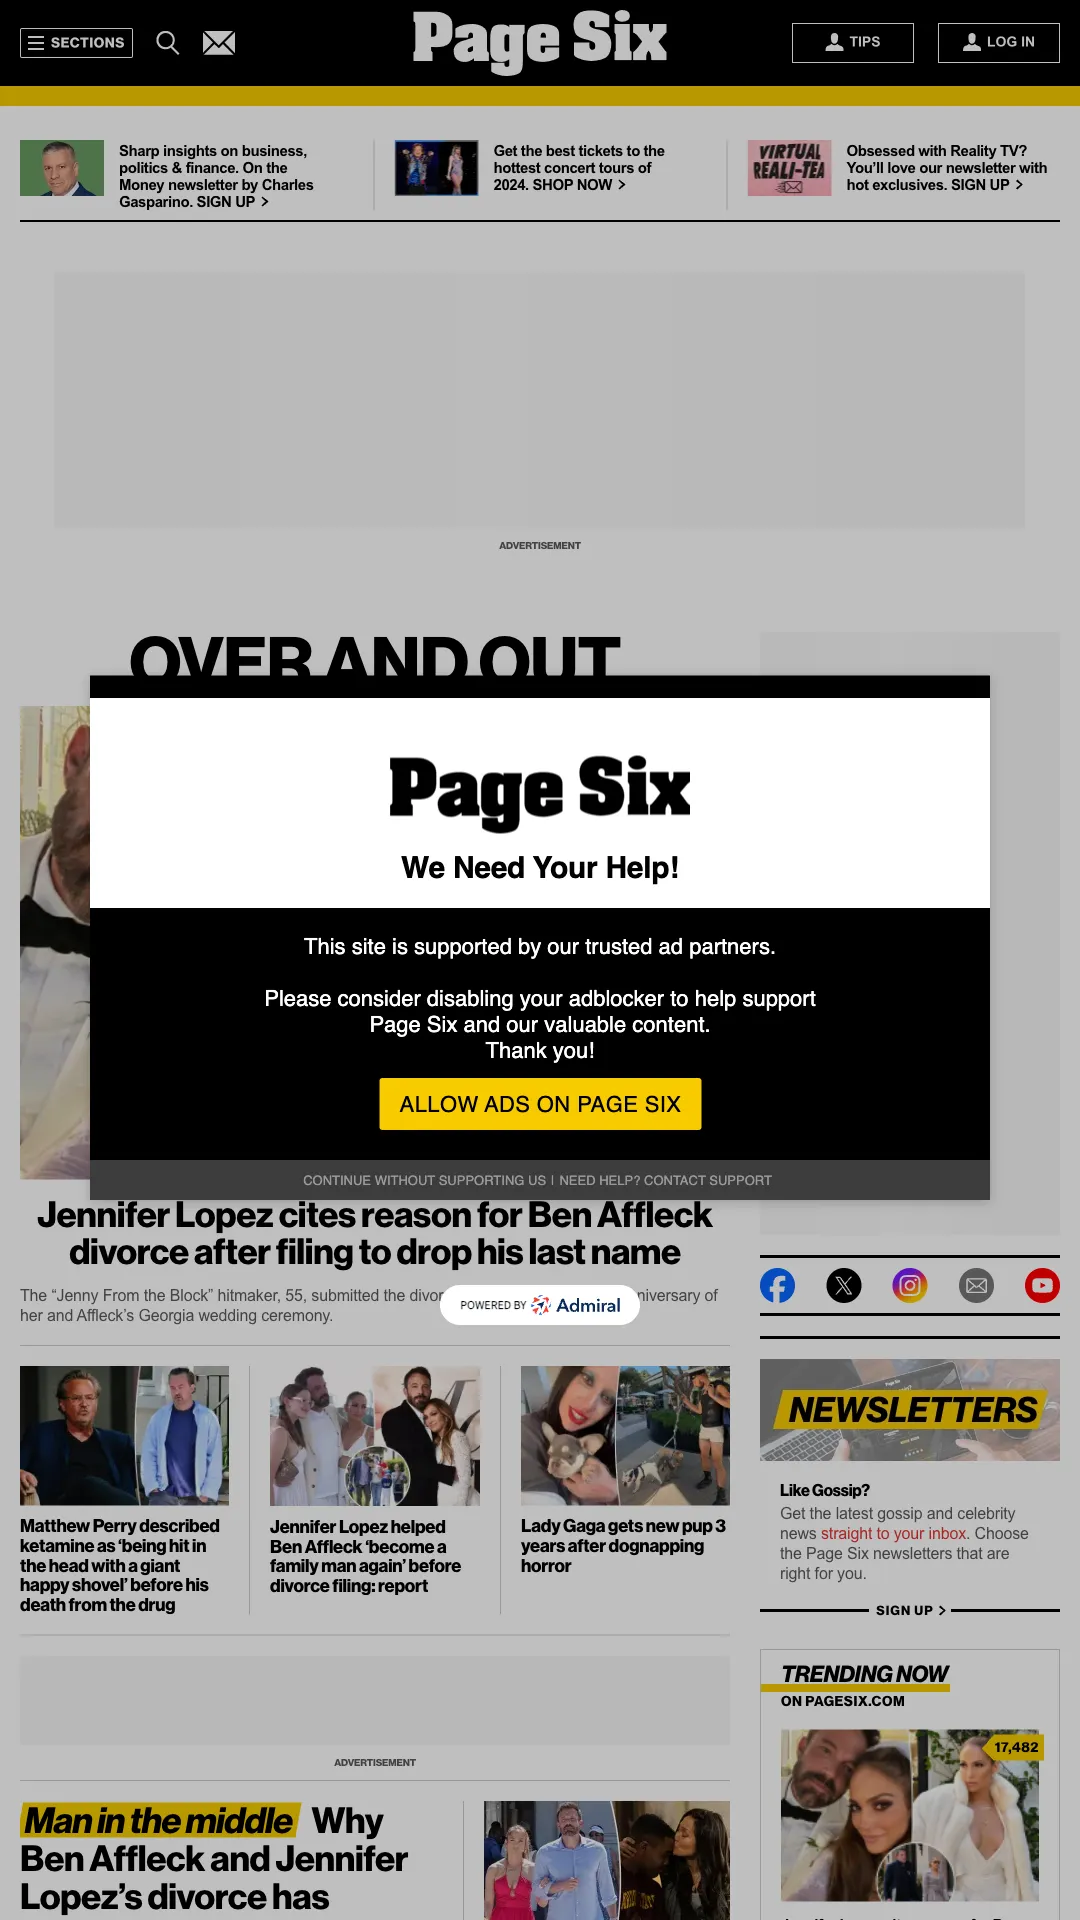 SECTIONS
Page Six
TIPS
LOG IN
Sharp insights on business,
politics & finance. On the
Money newsletter by Charles
Gasparino. SIGN UP >
Get the best tickets to the
hottest concert tours of
2024. SHOP NOW >
VIRTUAL
REALI-TEA
Obsessed with Reality TV?
You'll love our newsletter with
hot exclusives. SIGN UP >
ADVERTISEMENT
OVER AND OUT
Page Six
We Need Your Help!
This site is supported by our trusted ad partners.
Please consider disabling your adblocker to help support
Page Six and our valuable content.
Thank you!
ALLOW ADS ON PAGE SIX
CONTINUE WITHOUT SUPPORTING US | NEED HELP? CONTACT SUPPORT
Jennifer Lopez cites reason for Ben Affleck
divorce after filing to drop his last name
The “Jenny From the Block” hitmaker, 55, submitted the divor
niversary of
her and Affleck’s Georgia wedding ceremony.
POWERED BY Admiral
Matthew Perry described
ketamine as ‘being hit in
the head with a giant
happy shovel’ before his
death from the drug
Jennifer Lopez helped
Ben Affleck ‘become a
family man again’ before
divorce filing: report
Lady Gaga gets new pup 3
years after dognapping
horror
NEWSLETTERS
Like Gossip?
Get the latest gossip and celebrity
news straight to your inbox. Choose
the Page Six newsletters that are
right for you.
SIGN UP >
ADVERTISEMENT
TRENDING NOW
ON PAGESIX.COM
17,482
Man in the middle Why
Ben Affleck and Jennifer
Lopez’s divorce has